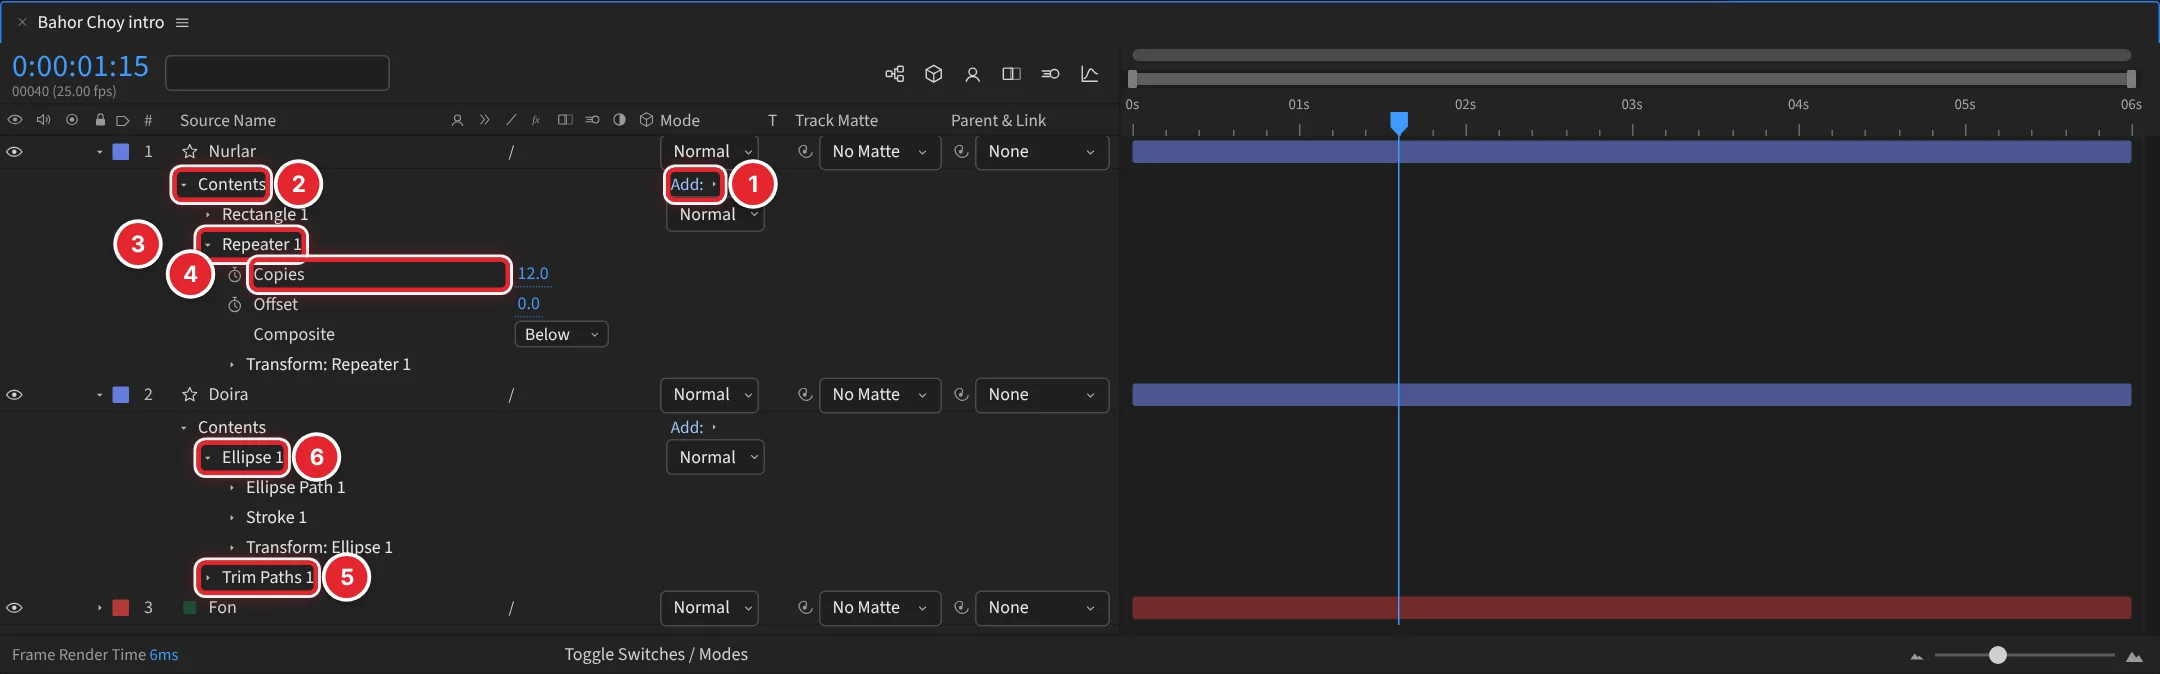 Bahor Choy intro
0:00:01:15
00040 (25.00 fps)
0s 01s 02s 03s 04s 05s 06s
# Source Name fx Mode T Track Matte Parent & Link
1 Nurlar / Normal No Matte None
Contents 2 Add: 1
Rectangle 1 Normal
3 Repeater 1
4 Copies 12.0
Offset 0.0
Composite Below
Transform: Repeater 1
2 Doira / Normal No Matte None
Contents Add:
Ellipse 1 6 Normal
Ellipse Path 1
Stroke 1
Transform: Ellipse 1
Trim Paths 1 5
3 Fon / Normal No Matte None
Frame Render Time 6ms Toggle Switches / Modes